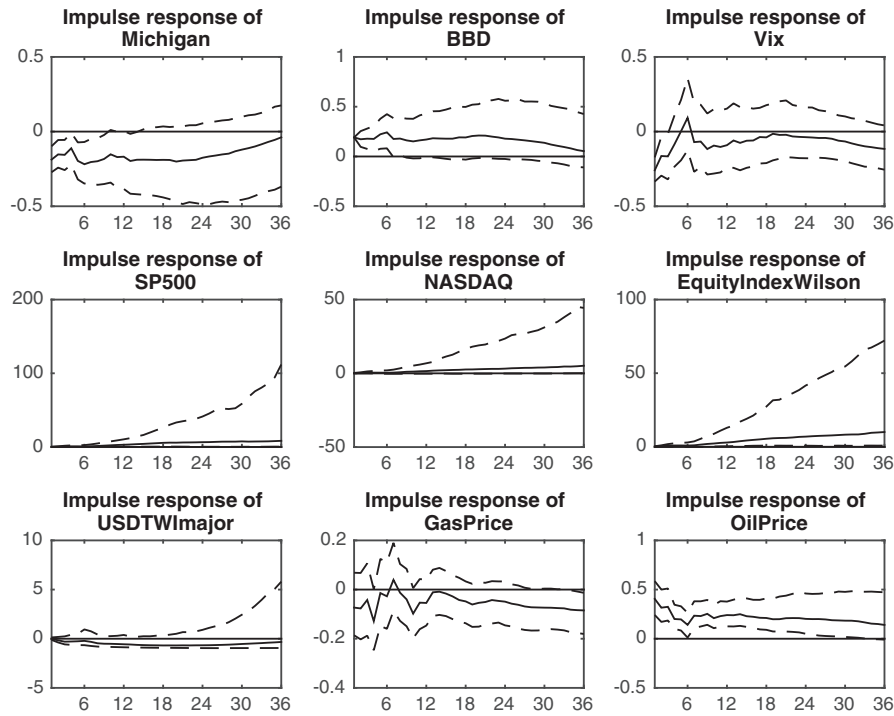 Impulse response of
Michigan
0.5
0
-0.5
6 12 18 24 30 36
Impulse response of
BBD
1
0.5
0
-0.5
6 12 18 24 30 36
Impulse response of
Vix
0.5
0
-0.5
6 12 18 24 30 36
Impulse response of
SP500
200
100
0
6 12 18 24 30 36
Impulse response of
NASDAQ
50
0
-50
6 12 18 24 30 36
Impulse response of
EquityIndexWilson
100
50
0
6 12 18 24 30 36
Impulse response of
USDTWImajor
10
5
0
-5
6 12 18 24 30 36
Impulse response of
GasPrice
0.2
0
-0.2
-0.4
6 12 18 24 30 36
Impulse response of
OilPrice
1
0.5
0
-0.5
6 12 18 24 30 36